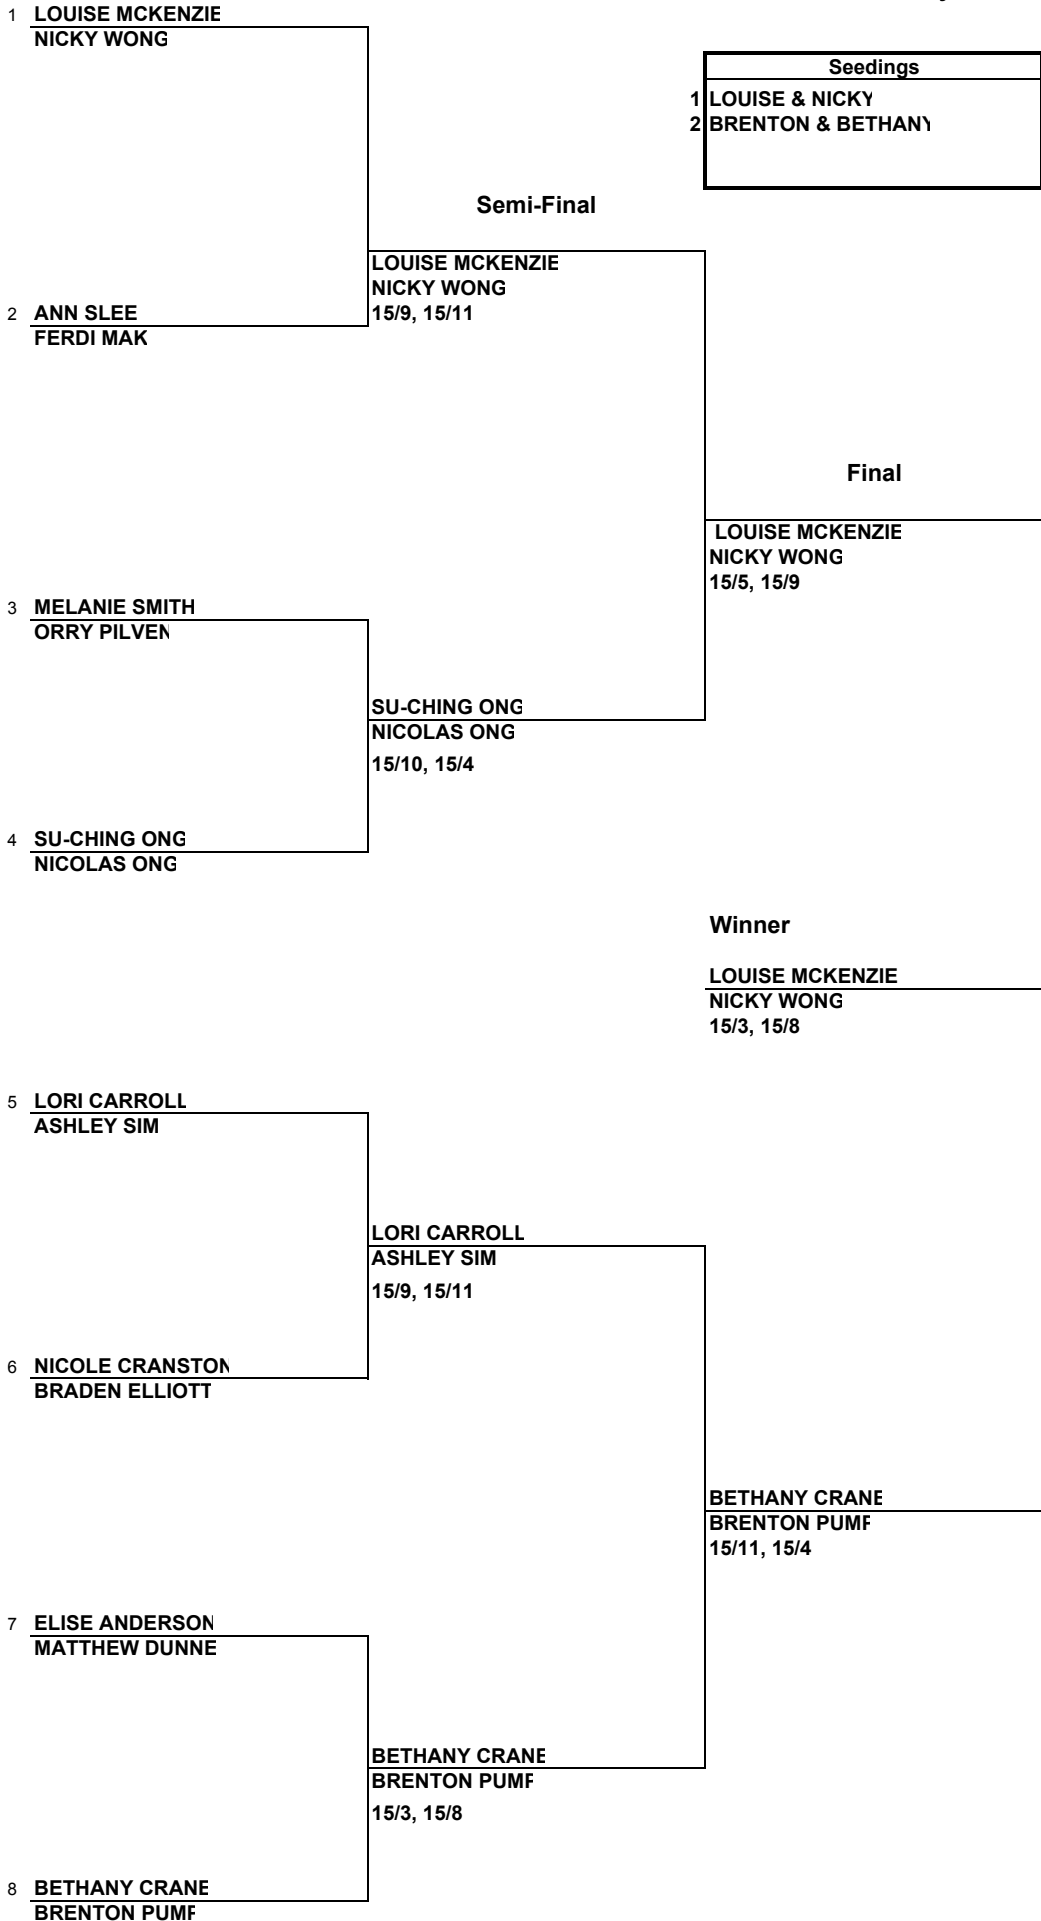 1 LOUISE MCKENZIE
NICKY WONG
Seedings
1 LOUISE & NICKY
2 BRENTON & BETHANY
Semi-Final
LOUISE MCKENZIE
NICKY WONG
15/9, 15/11
2 ANN SLEE
FERDI MAK
Final
LOUISE MCKENZIE
NICKY WONG
15/5, 15/9
3 MELANIE SMITH
ORRY PILVEN
SU-CHING ONG
NICOLAS ONG
15/10, 15/4
4 SU-CHING ONG
NICOLAS ONG
Winner
LOUISE MCKENZIE
NICKY WONG
15/3, 15/8
5 LORI CARROLL
ASHLEY SIM
LORI CARROLL
ASHLEY SIM
15/9, 15/11
6 NICOLE CRANSTON
BRADEN ELLIOTT
BETHANY CRANE
BRENTON PUMP
15/11, 15/4
7 ELISE ANDERSON
MATTHEW DUNNE
BETHANY CRANE
BRENTON PUMP
15/3, 15/8
8 BETHANY CRANE
BRENTON PUMP